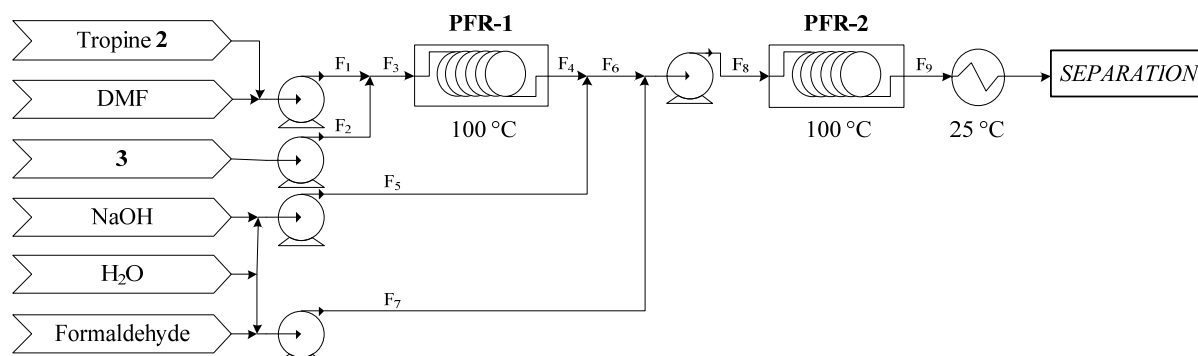 Tropine 2
DMF
3
NaOH
H₂O
Formaldehyde
F₁
F₂
F₃
PFR-1
100 °C
F₄
F₅
F₆
F₇
F₈
PFR-2
100 °C
F₉
25 °C
SEPARATION